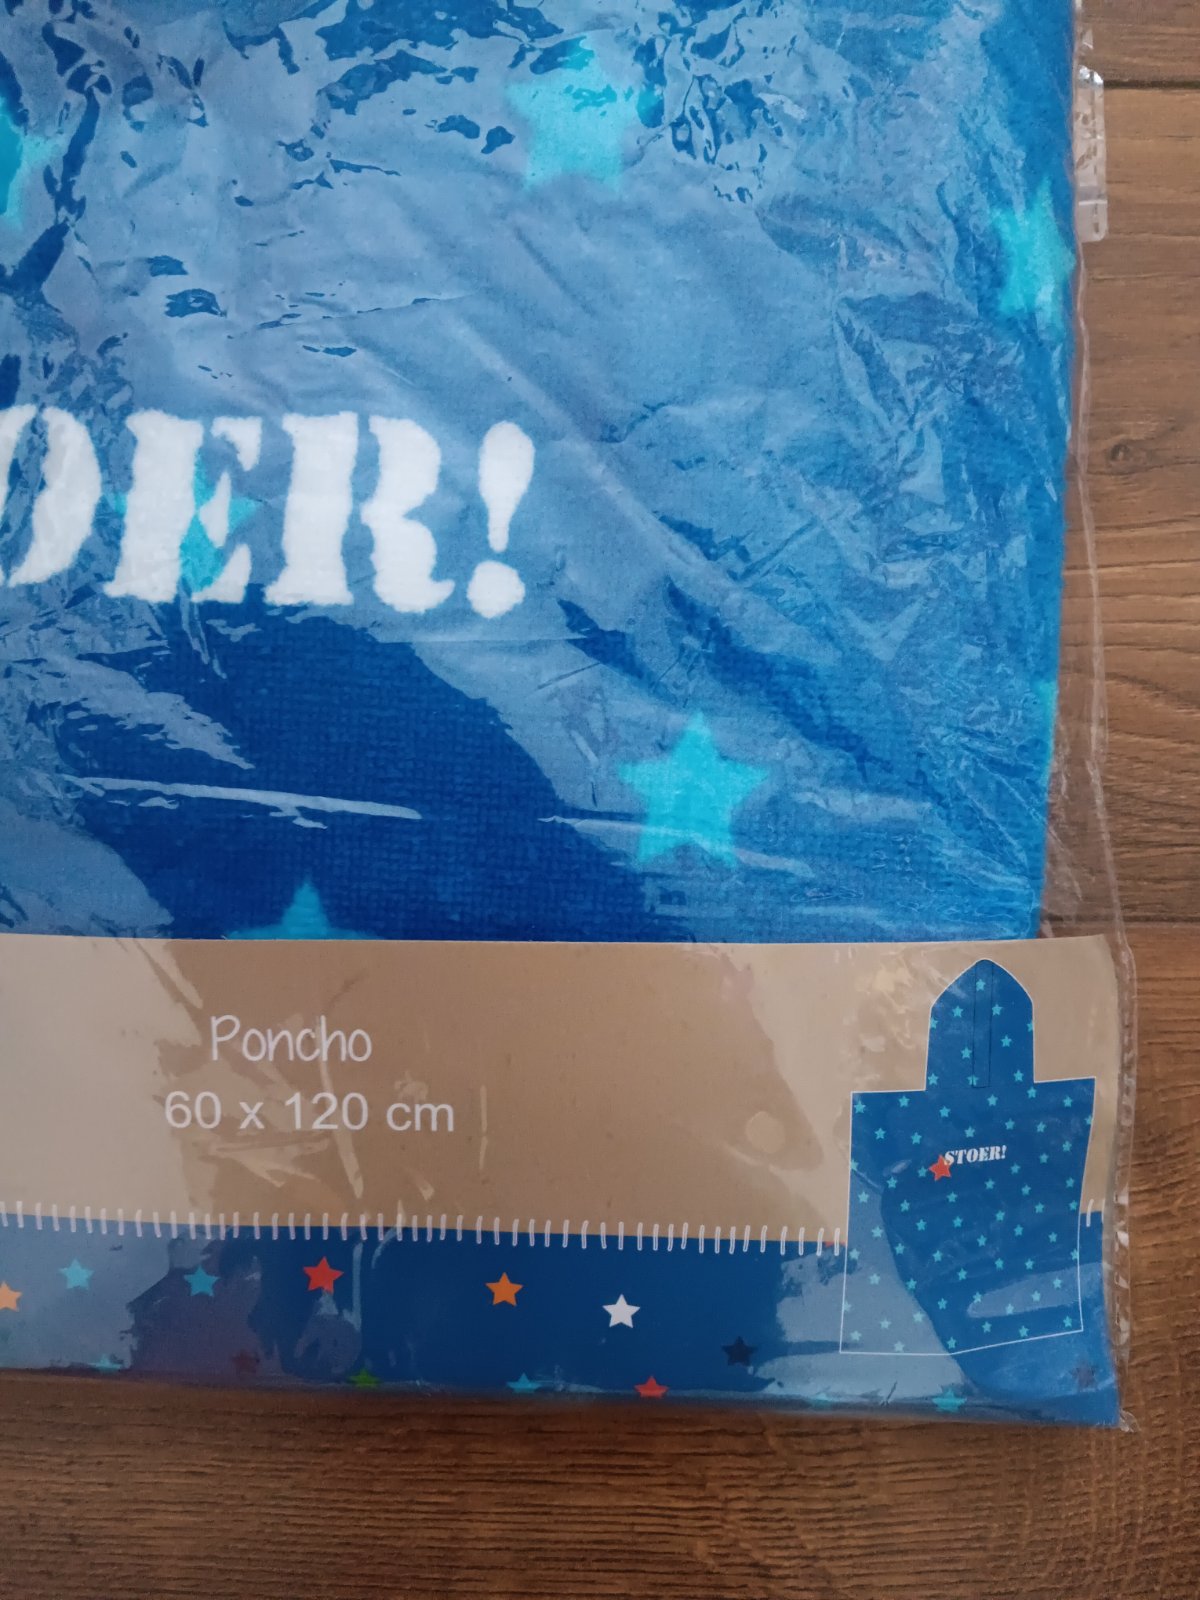 OER!
Poncho
60 x 120 cm
STOER!